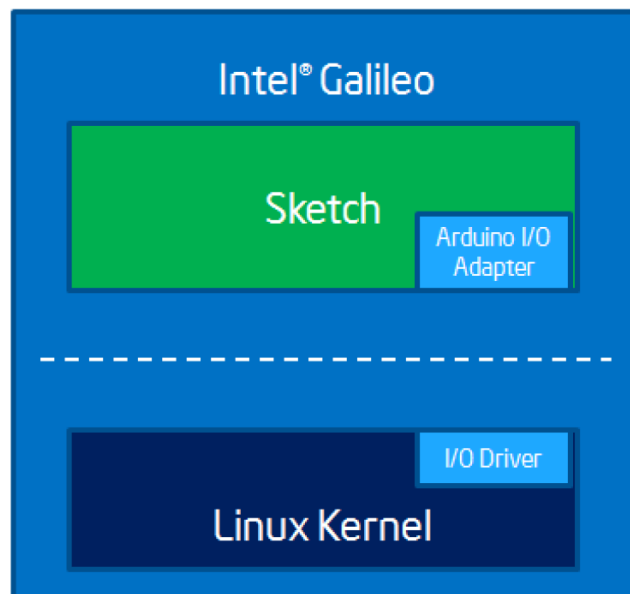 Intel® Galileo
Sketch
Arduino I/O
Adapter
I/O Driver
Linux Kernel